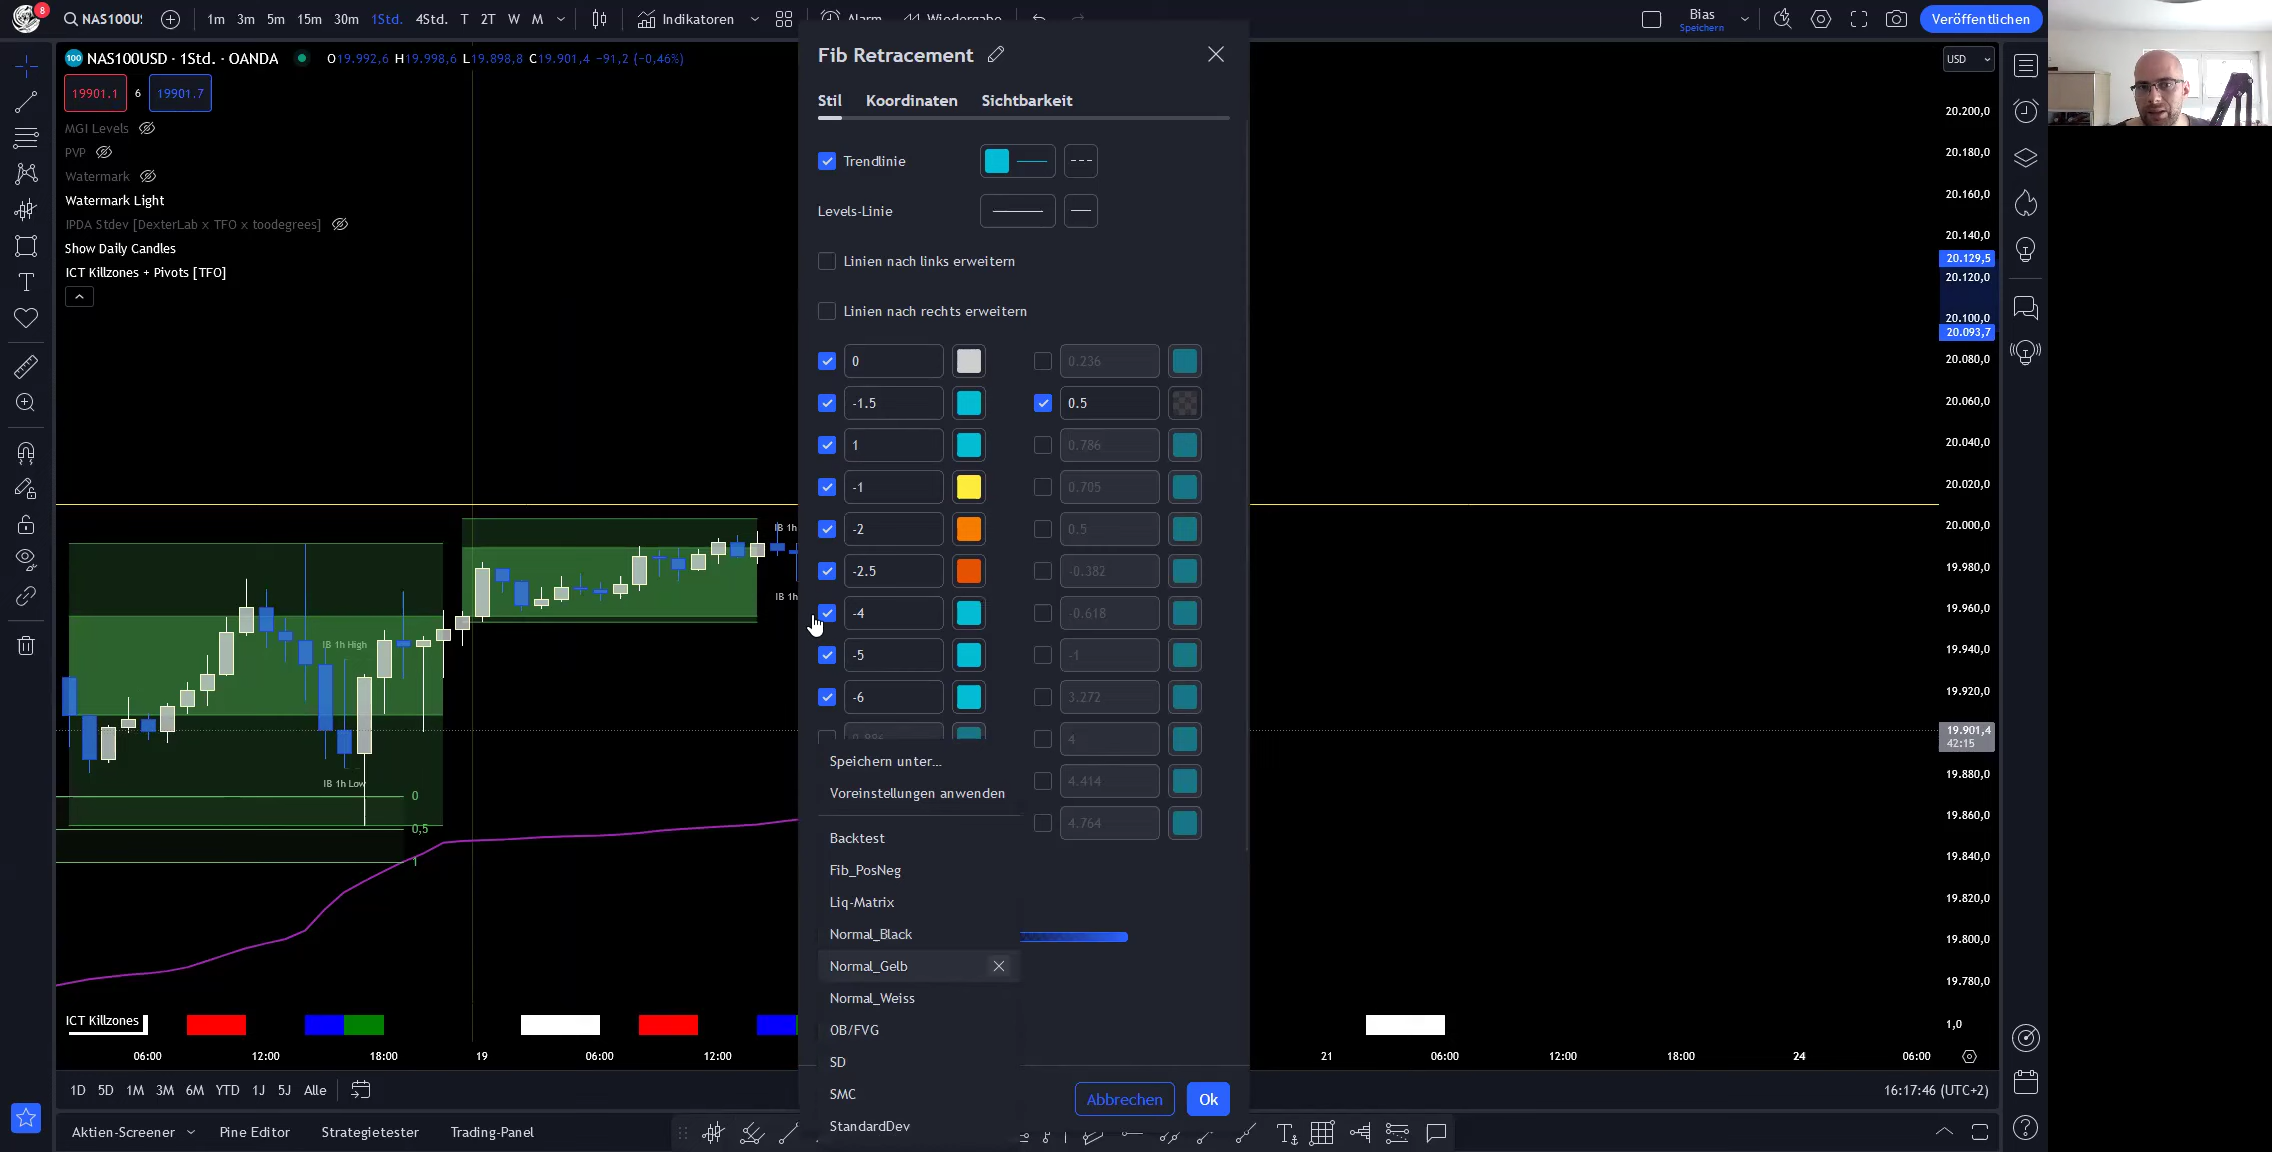 8
NAS100U:
1m 3m 5m 15m 30m 1Std. 4Std. T 2T W M
Indikatoren
Alarm
Wiedergabe
Bias
Speichern
Veröffentlichen
100 NAS100USD · 1Std. · OANDA O19.992,6 H19.998,6 L19.898,8 C19.901,4 −91,2 (−0,46%)
19901.1 6 19901.7
MGI Levels
PVP
Watermark
Watermark Light
IPDA Stdev [DexterLab x TFO x toodegrees]
Show Daily Candles
ICT Killzones + Pivots [TFO]
IB 1h High
IB 1h Low
0
0,5
1
IB 1h
IB 1h
ICT Killzones
06:00 12:00 18:00 19 06:00 12:00 21 06:00 12:00 18:00 24 06:00
1D 5D 1M 3M 6M YTD 1J 5J Alle
16:17:46 (UTC+2)
Aktien-Screener Pine Editor Strategietester Trading-Panel
Fib Retracement
Stil Koordinaten Sichtbarkeit
Trendlinie
Levels-Linie
Linien nach links erweitern
Linien nach rechts erweitern
0 0.236
-1.5 0.5
1 0.786
-1 0.705
-2 0.5
-2.5 -0.382
-4 -0.618
-5 -1
-6 3.272
0.886 4
4.414
4.764
Speichern unter...
Voreinstellungen anwenden
Backtest
Fib_PosNeg
Liq-Matrix
Normal_Black
Normal_Gelb
Normal_Weiss
OB/FVG
SD
SMC
StandardDev
Abbrechen Ok
USD
20.200,0
20.180,0
20.160,0
20.140,0
20.129,5
20.120,0
20.100,0
20.093,7
20.080,0
20.060,0
20.040,0
20.020,0
20.000,0
19.980,0
19.960,0
19.940,0
19.920,0
19.901,4
42:15
19.880,0
19.860,0
19.840,0
19.820,0
19.800,0
19.780,0
1,0